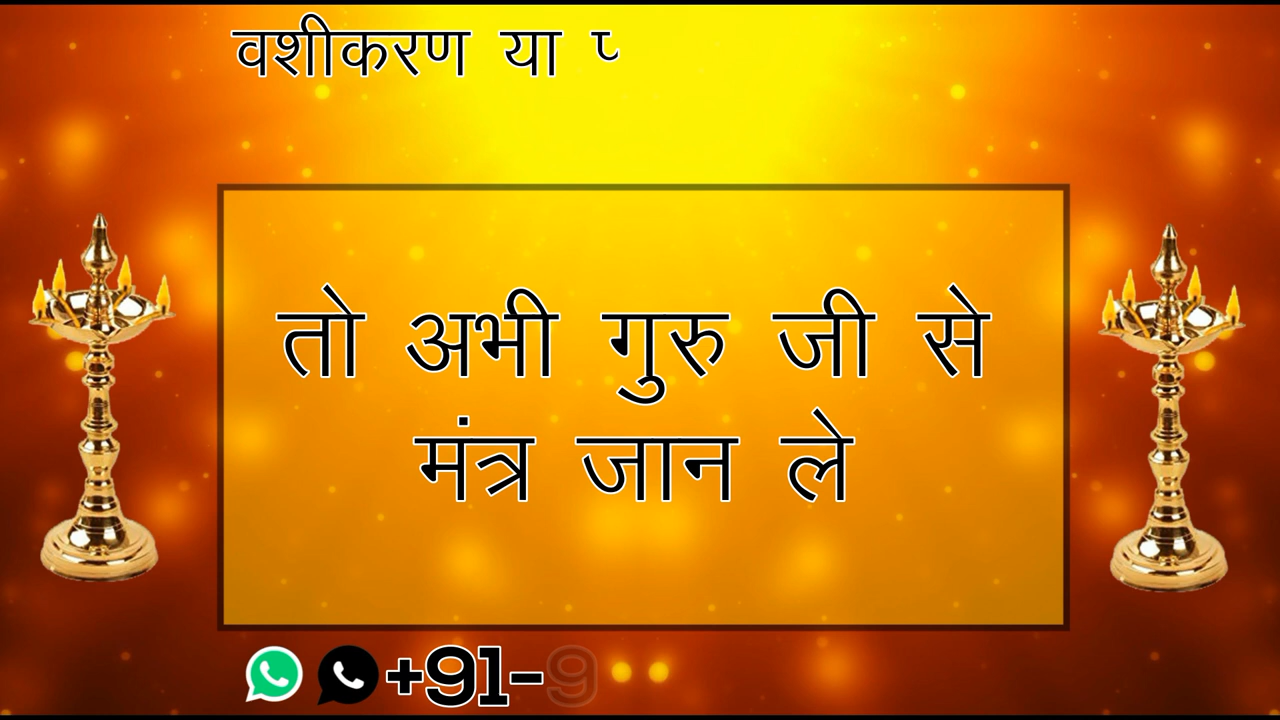 वशीकरण या
तो अभी गुरु जी से
मंत्र जान ले
+91-9